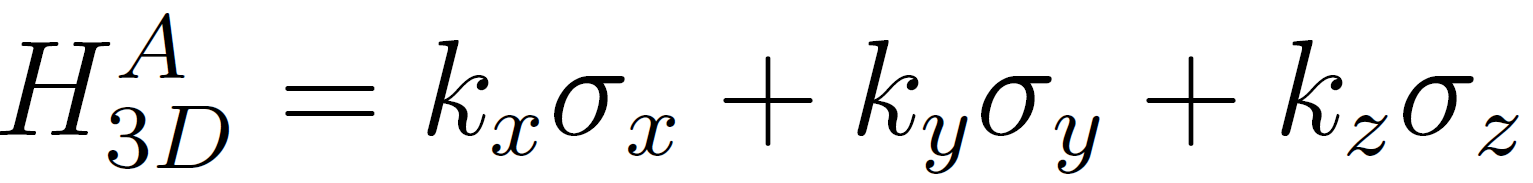 $H_{3D}^{A} = k_x\sigma_x + k_y\sigma_y + k_z\sigma_z$